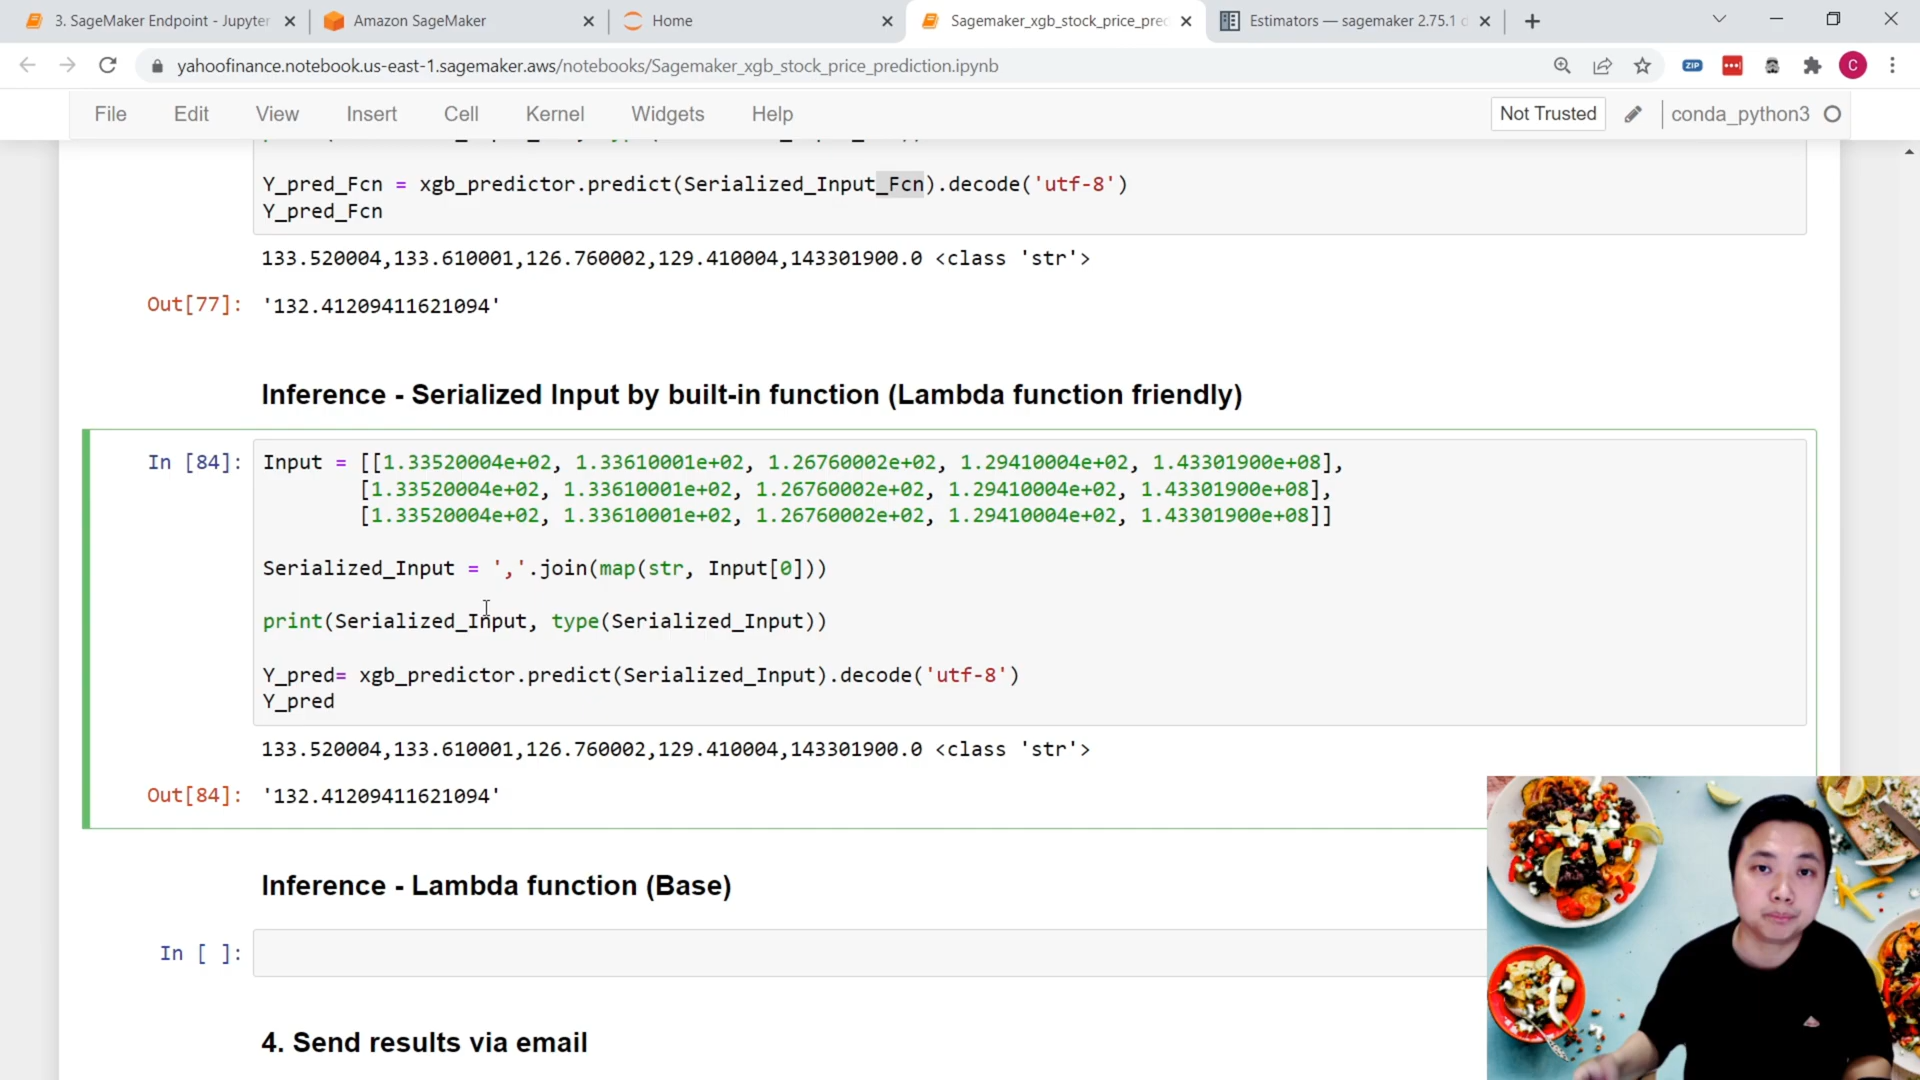 3. SageMaker Endpoint - Jupyter
Amazon SageMaker
Home
Sagemaker_xgb_stock_price_pred
Estimators — sagemaker 2.75.1 d
yahoofinance.notebook.us-east-1.sagemaker.aws/notebooks/Sagemaker_xgb_stock_price_prediction.ipynb
ZIP
C
File Edit View Insert Cell Kernel Widgets Help
Not Trusted
conda_python3
Y_pred_Fcn = xgb_predictor.predict(Serialized_Input_Fcn).decode('utf-8')
Y_pred_Fcn
133.520004,133.610001,126.760002,129.410004,143301900.0 <class 'str'>
Out[77]: '132.41209411621094'
Inference - Serialized Input by built-in function (Lambda function friendly)
In [84]: Input = [[1.33520004e+02, 1.33610001e+02, 1.26760002e+02, 1.29410004e+02, 1.43301900e+08],
[1.33520004e+02, 1.33610001e+02, 1.26760002e+02, 1.29410004e+02, 1.43301900e+08],
[1.33520004e+02, 1.33610001e+02, 1.26760002e+02, 1.29410004e+02, 1.43301900e+08]]
Serialized_Input = ','.join(map(str, Input[0]))
print(Serialized_Input, type(Serialized_Input))
Y_pred= xgb_predictor.predict(Serialized_Input).decode('utf-8')
Y_pred
133.520004,133.610001,126.760002,129.410004,143301900.0 <class 'str'>
Out[84]: '132.41209411621094'
Inference - Lambda function (Base)
In [ ]:
4. Send results via email